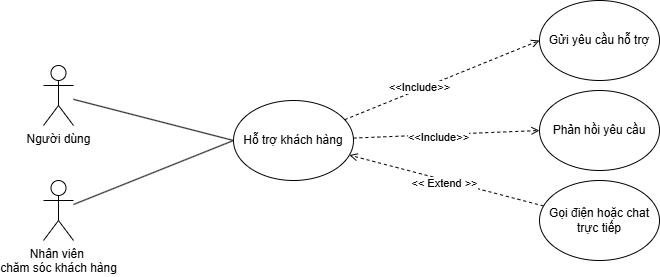 Gửi yêu cầu hỗ trợ
<<Include>>
Người dùng
Hỗ trợ khách hàng
<<Include>>
Phản hồi yêu cầu
<< Extend >>
Gọi điện hoặc chat
trực tiếp
Nhân viên
chăm sóc khách hàng